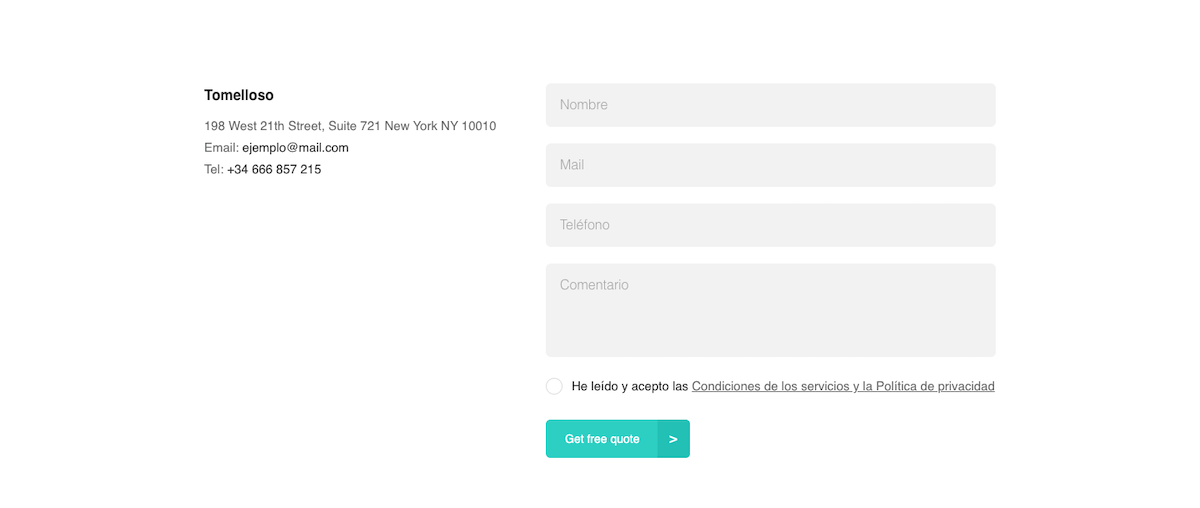 Tomelloso
198 West 21th Street, Suite 721 New York NY 10010
Email: ejemplo@mail.com
Tel: +34 666 857 215
Nombre
Mail
Teléfono
Comentario
He leído y acepto las Condiciones de los servicios y la Política de privacidad
Get free quote >